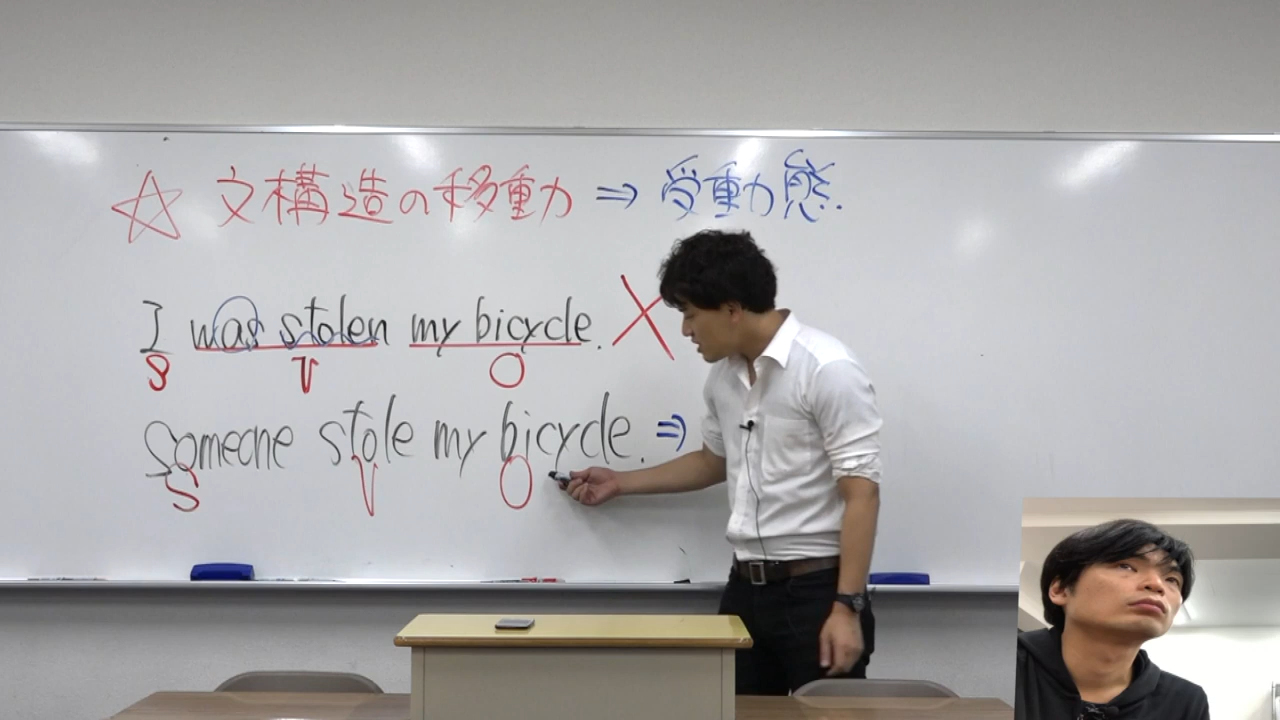 ☆ 文構造の移動 ⇒ 受動態.
I was stolen my bicycle. ×
S V O
Someone stole my bicycle. ⇒
S V O